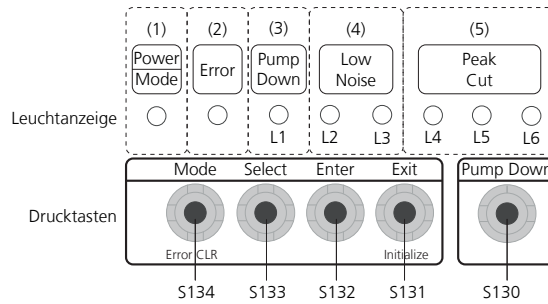 (1) (2) (3) (4) (5)
Power Mode
Error
Pump Down
Low Noise
Peak Cut
Leuchtanzeige
L1 L2 L3 L4 L5 L6
Mode Select Enter Exit Pump Down
Drucktasten
Error CLR Initialize
S134 S133 S132 S131 S130